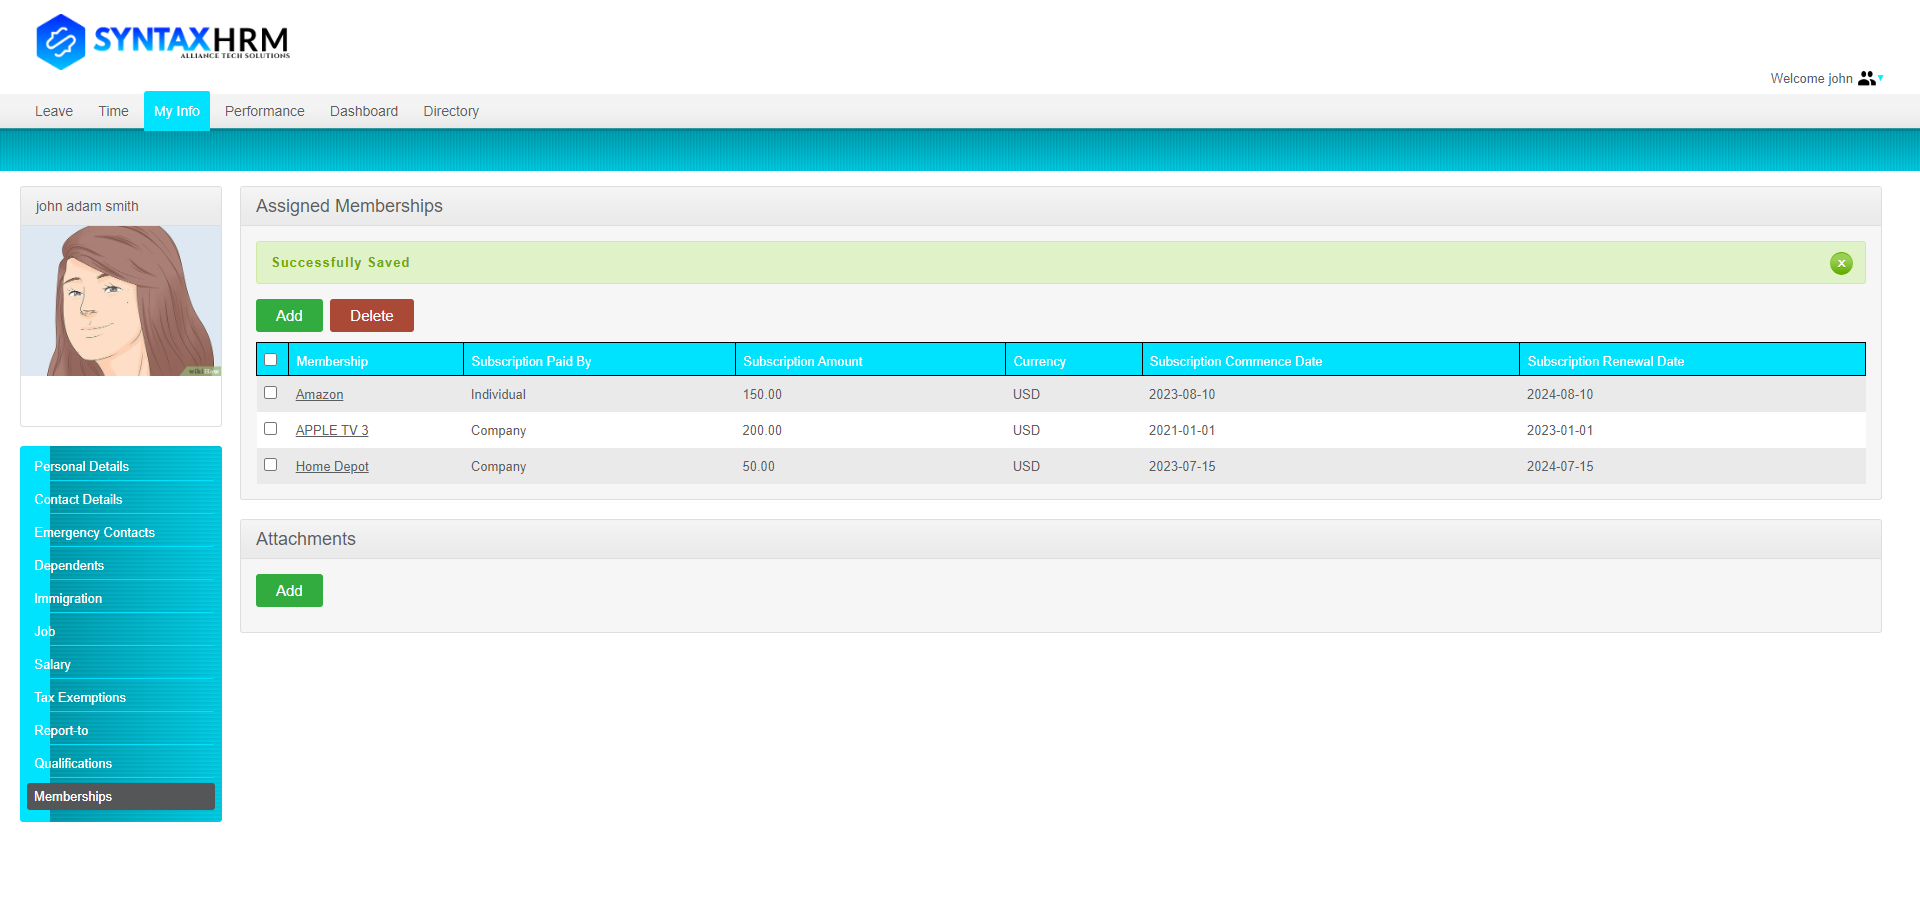 SYNTAXHRM
ALLIANCE TECH SOLUTIONS
Welcome john
Leave Time My Info Performance Dashboard Directory
john adam smith
wikiHow
Personal Details
Contact Details
Emergency Contacts
Dependents
Immigration
Job
Salary
Tax Exemptions
Report-to
Qualifications
Memberships
Assigned Memberships
Successfully Saved
x
Add Delete
Membership Subscription Paid By Subscription Amount Currency Subscription Commence Date Subscription Renewal Date
Amazon Individual 150.00 USD 2023-08-10 2024-08-10
APPLE TV 3 Company 200.00 USD 2021-01-01 2023-01-01
Home Depot Company 50.00 USD 2023-07-15 2024-07-15
Attachments
Add